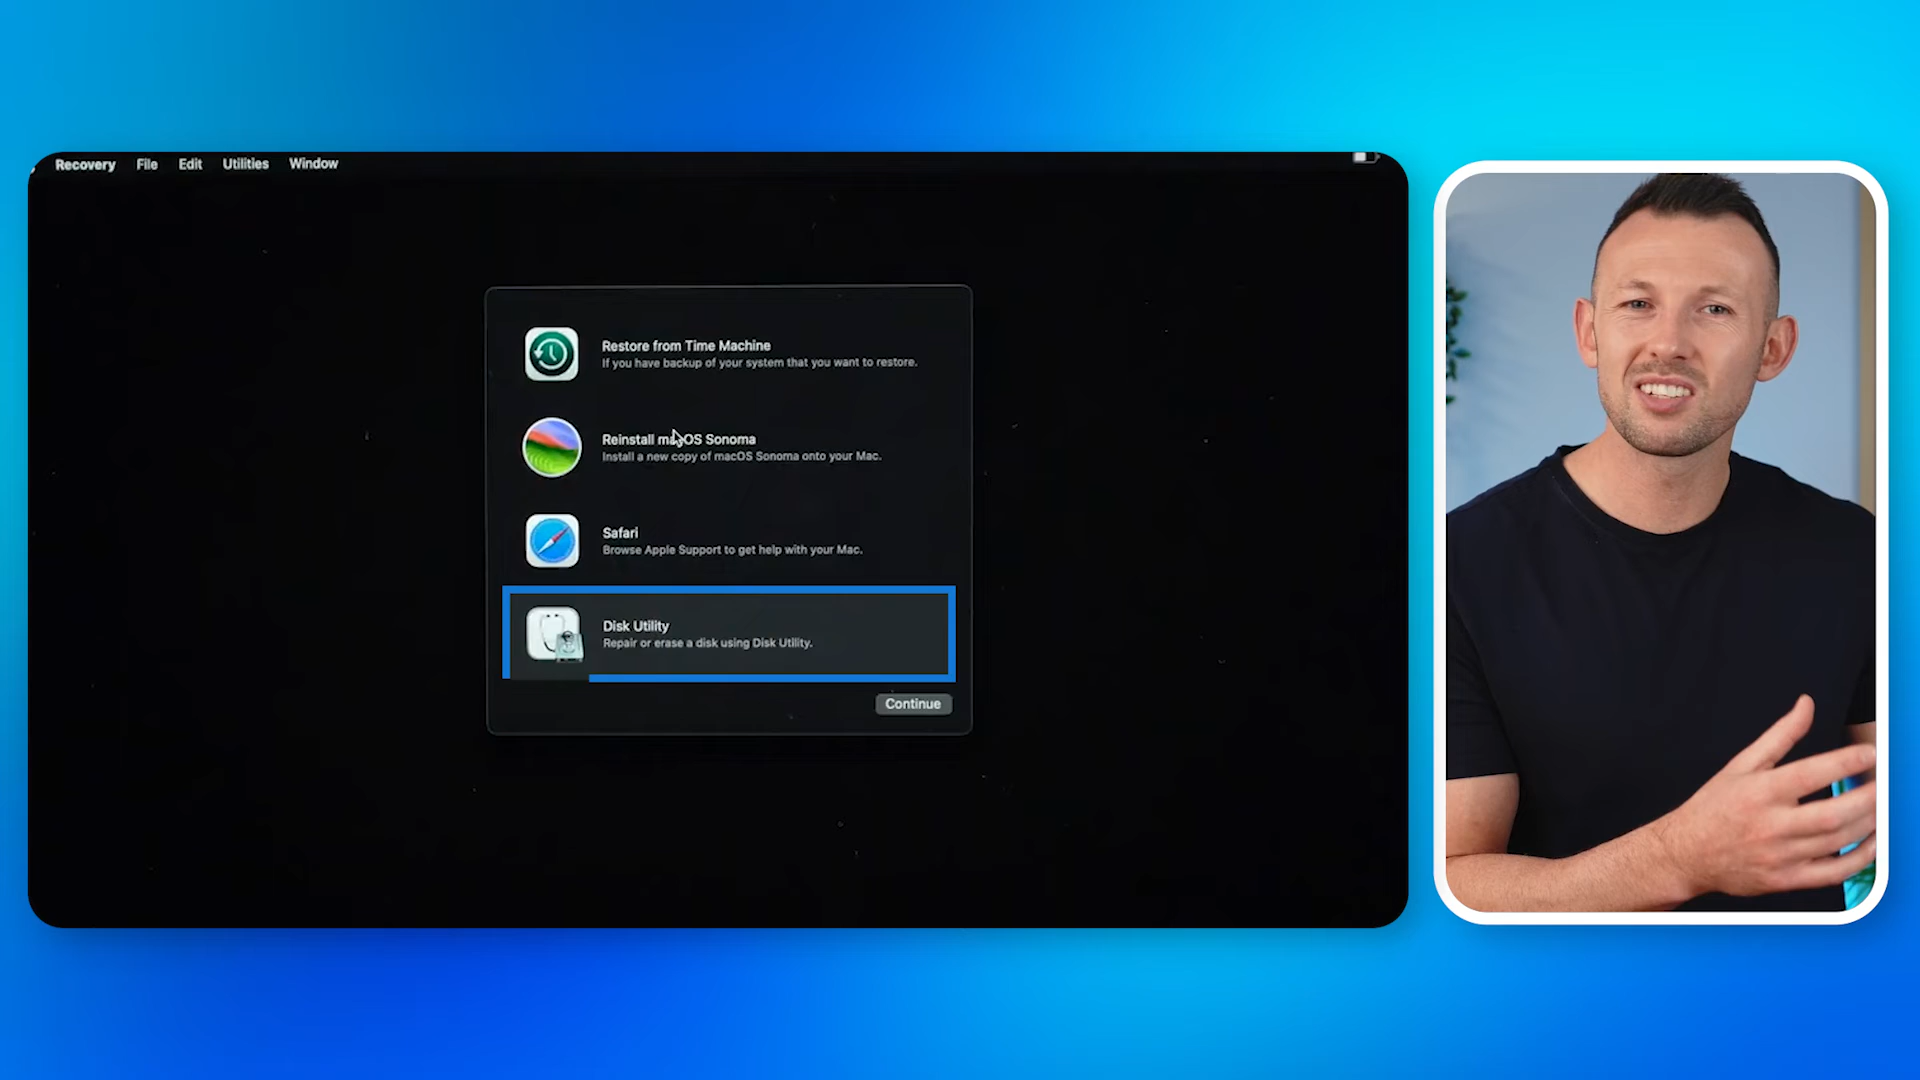 Recovery File Edit Utilities Window
Restore from Time Machine
If you have backup of your system that you want to restore.
Reinstall macOS Sonoma
Install a new copy of macOS Sonoma onto your Mac.
Safari
Browse Apple Support to get help with your Mac.
Disk Utility
Repair or erase a disk using Disk Utility.
Continue